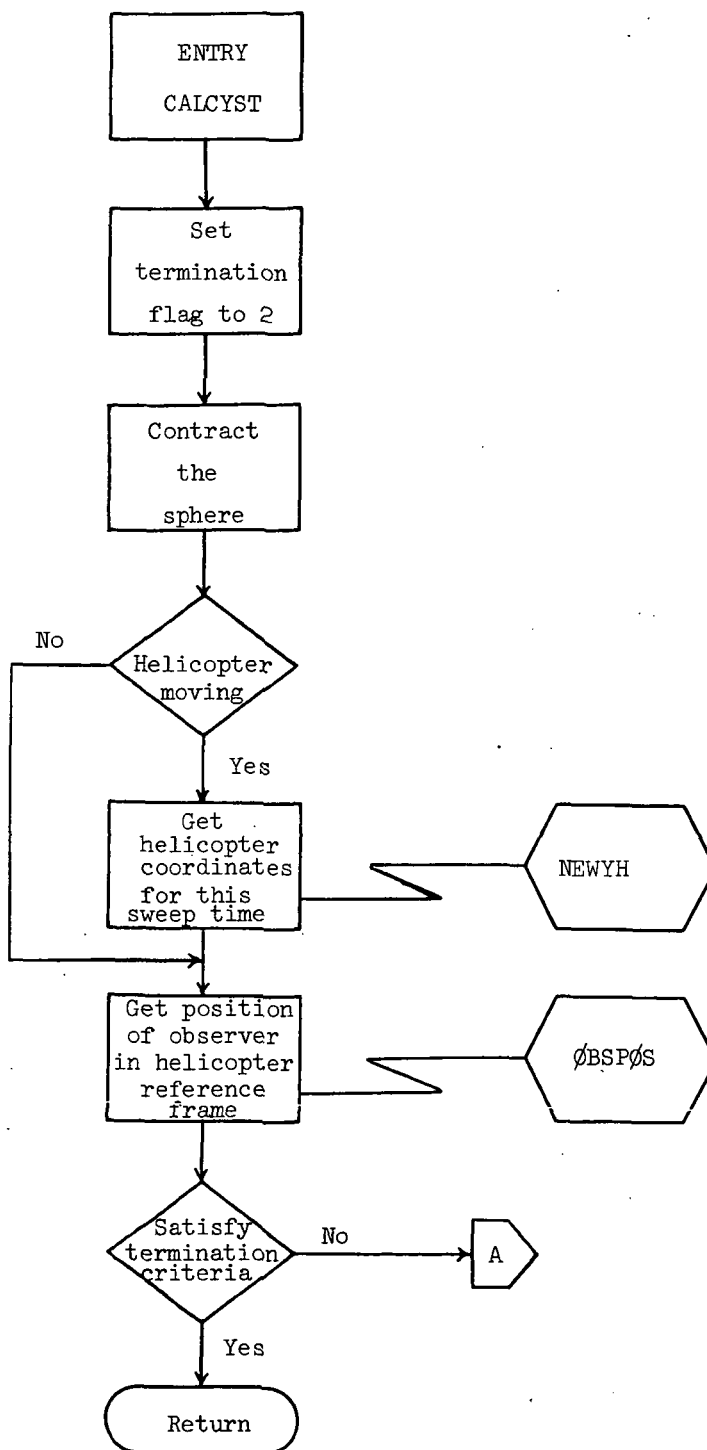 ENTRY
CALCYST
Set
termination
flag to 2
Contract
the
sphere
No
Helicopter
moving
Yes
Get
helicopter
coordinates
for this
sweep time
NEWYH
Get position
of observer
in helicopter
reference
frame
ØBSPØS
Satisfy
termination
criteria
No
A
Yes
Return